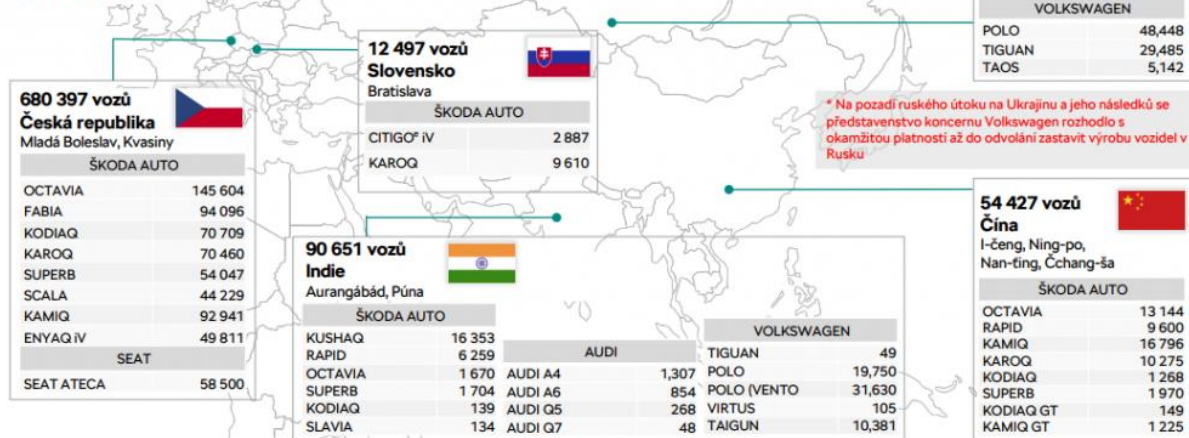 680 397 vozů
Česká republika
Mladá Boleslav, Kvasiny
ŠKODA AUTO
OCTAVIA 145 604
FABIA 94 096
KODIAQ 70 709
KAROQ 70 460
SUPERB 54 047
SCALA 44 229
KAMIQ 92 941
ENYAQ iV 49 811
SEAT
SEAT ATECA 58 500
12 497 vozů
Slovensko
Bratislava
ŠKODA AUTO
CITIGOᵉ iV 2 887
KAROQ 9 610
90 651 vozů
Indie
Aurangábád, Púna
ŠKODA AUTO
KUSHAQ 16 353
RAPID 6 259
OCTAVIA 1 670
SUPERB 1 704
KODIAQ 139
SLAVIA 134
AUDI
AUDI A4 1,307
AUDI A6 854
AUDI Q5 268
AUDI Q7 48
VOLKSWAGEN
TIGUAN 49
POLO 19,750
POLO (VENTO 31,630
VIRTUS 105
TAIGUN 10,381
VOLKSWAGEN
POLO 48,448
TIGUAN 29,485
TAOS 5,142
* Na pozadí ruského útoku na Ukrajinu a jeho následků se
představenstvo koncernu Volkswagen rozhodlo s
okamžitou platností až do odvolání zastavit výrobu vozidel v
Rusku
54 427 vozů
Čína
I-čeng, Ning-po,
Nan-ťing, Čchang-ša
ŠKODA AUTO
OCTAVIA 13 144
RAPID 9 600
KAMIQ 16 796
KAROQ 10 275
KODIAQ 1 268
SUPERB 1 970
KODIAQ GT 149
KAMIQ GT 1 225